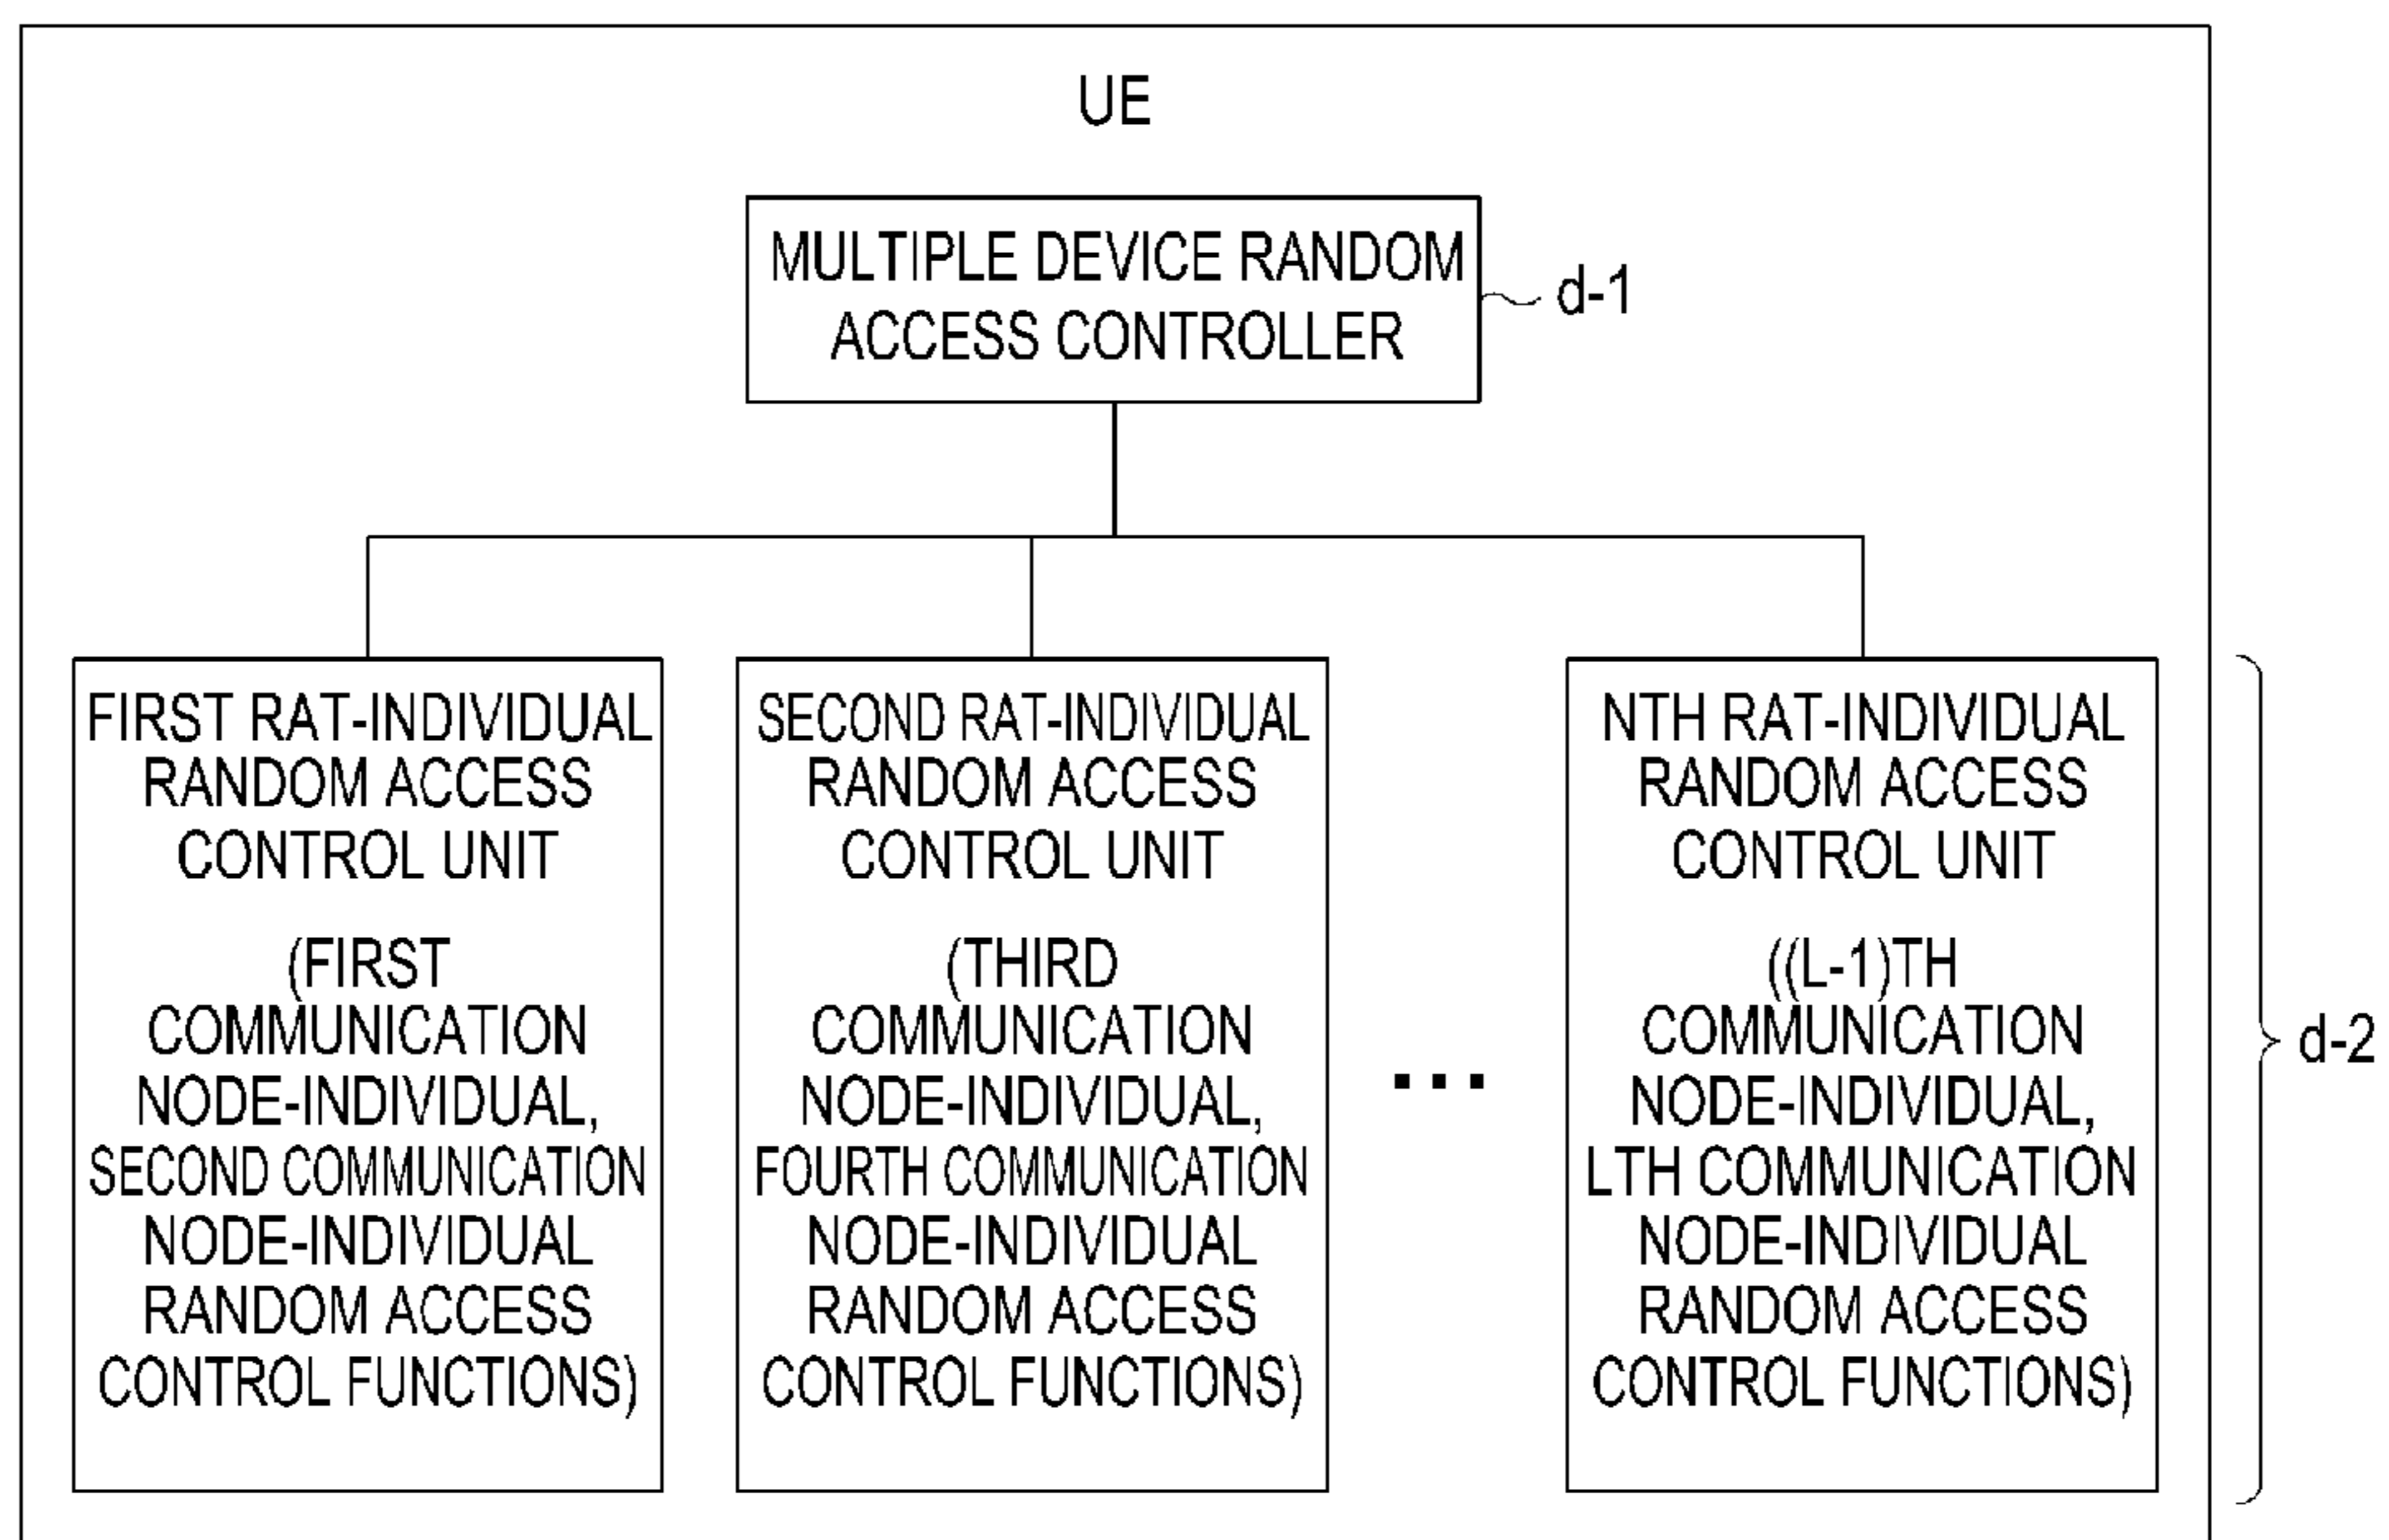 UE
MULTIPLE DEVICE RANDOM
ACCESS CONTROLLER
d-1
FIRST RAT-INDIVIDUAL
RANDOM ACCESS
CONTROL UNIT
(FIRST
COMMUNICATION
NODE-INDIVIDUAL,
SECOND COMMUNICATION
NODE-INDIVIDUAL
RANDOM ACCESS
CONTROL FUNCTIONS)
SECOND RAT-INDIVIDUAL
RANDOM ACCESS
CONTROL UNIT
(THIRD
COMMUNICATION
NODE-INDIVIDUAL,
FOURTH COMMUNICATION
NODE-INDIVIDUAL
RANDOM ACCESS
CONTROL FUNCTIONS)
...
NTH RAT-INDIVIDUAL
RANDOM ACCESS
CONTROL UNIT
((L-1)TH
COMMUNICATION
NODE-INDIVIDUAL,
LTH COMMUNICATION
NODE-INDIVIDUAL
RANDOM ACCESS
CONTROL FUNCTIONS)
d-2